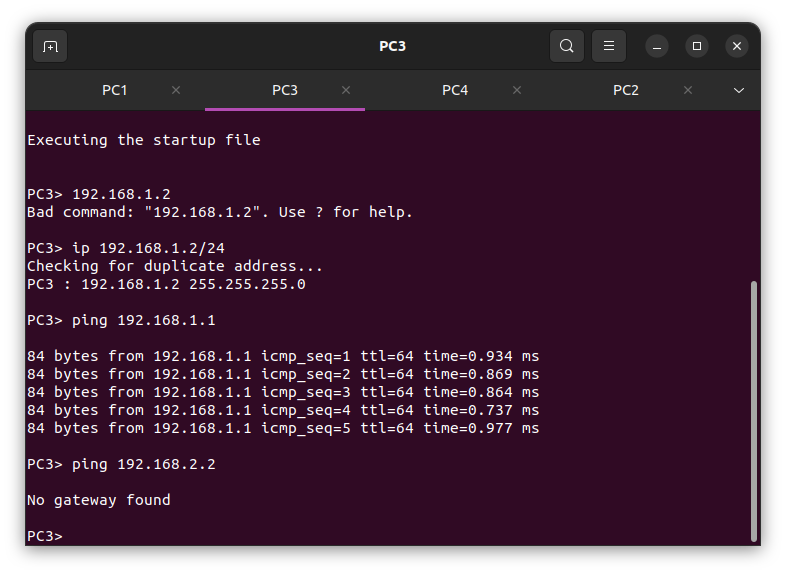 PC3
PC1
PC3
PC4
PC2
Executing the startup file
PC3> 192.168.1.2
Bad command: "192.168.1.2". Use ? for help.
PC3> ip 192.168.1.2/24
Checking for duplicate address...
PC3 : 192.168.1.2 255.255.255.0
PC3> ping 192.168.1.1
84 bytes from 192.168.1.1 icmp_seq=1 ttl=64 time=0.934 ms
84 bytes from 192.168.1.1 icmp_seq=2 ttl=64 time=0.869 ms
84 bytes from 192.168.1.1 icmp_seq=3 ttl=64 time=0.864 ms
84 bytes from 192.168.1.1 icmp_seq=4 ttl=64 time=0.737 ms
84 bytes from 192.168.1.1 icmp_seq=5 ttl=64 time=0.977 ms
PC3> ping 192.168.2.2
No gateway found
PC3>